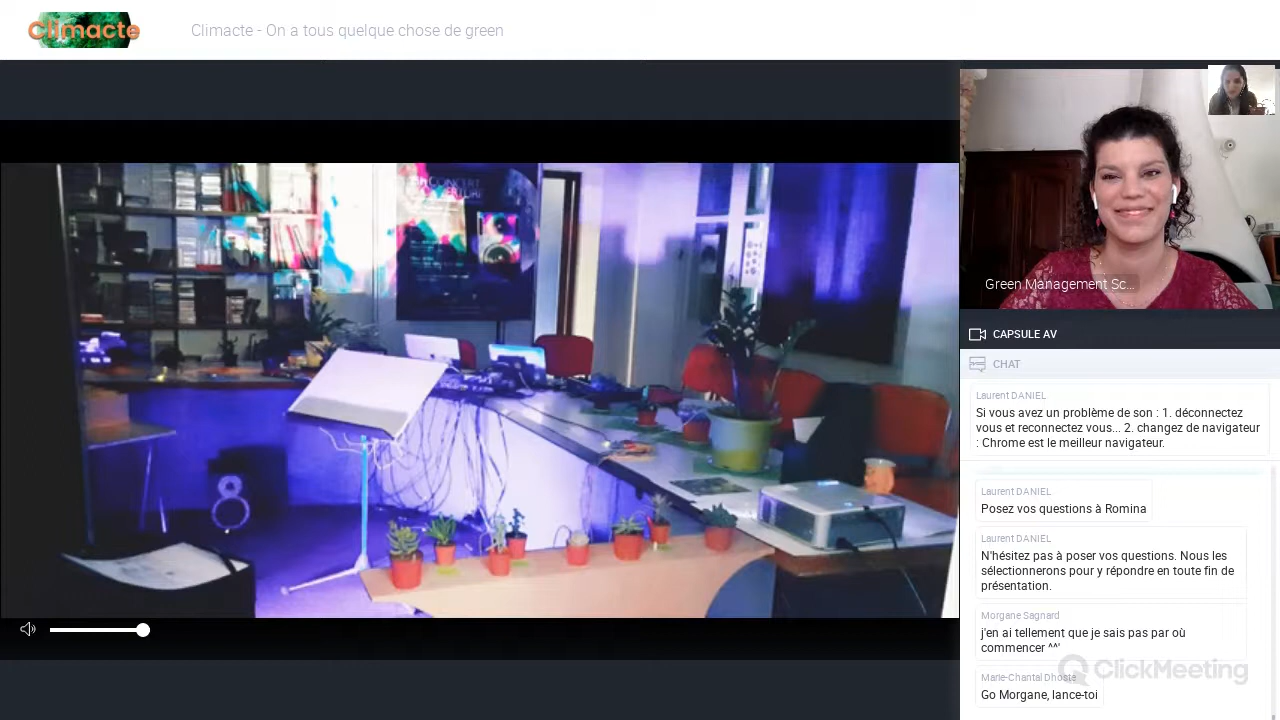 Climacte
Climacte - On a tous quelque chose de green
CONCERT
Green Management Sc...
CAPSULE AV
CHAT
Laurent DANIEL
Si vous avez un problème de son : 1. déconnectez
vous et reconnectez vous... 2. changez de navigateur
: Chrome est le meilleur navigateur.
Laurent DANIEL
Posez vos questions à Romina
Laurent DANIEL
N'hésitez pas à poser vos questions. Nous les
sélectionnerons pour y répondre en toute fin de
présentation.
Morgane Sagnard
j'en ai tellement que je sais pas par où
commencer ^^'
ClickMeeting
Marie-Chantal Dhoste
Go Morgane, lance-toi